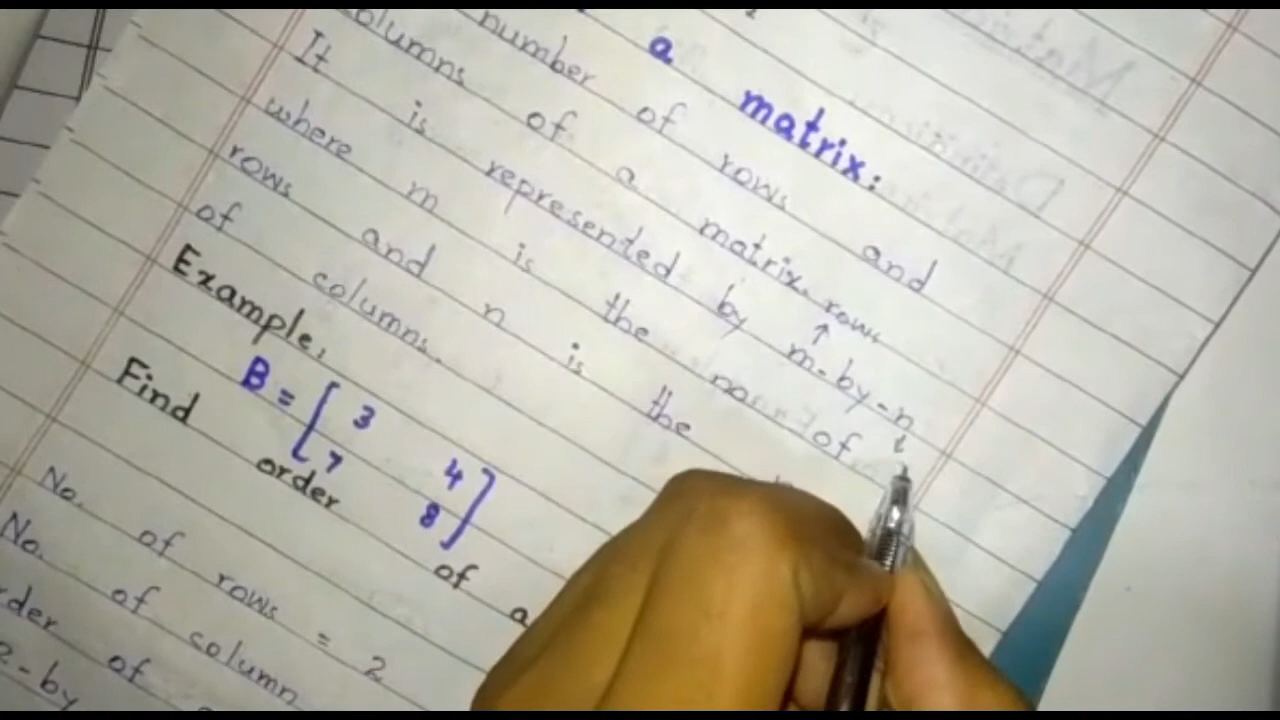 a matrix:
number of rows and
columns of a matrix. rows
It is represented by m-by-n
where m is the no. of
rows and n is the
of columns.
Example:
B = [ 3 4
7 8 ]
Find order of a
No. of rows = 2
No. of column
of
2-by